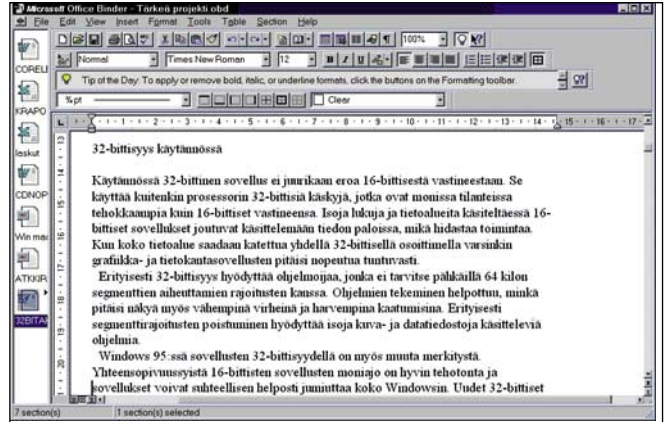 Microsoft Office Binder - Tärkeä projekti obd
File Edit View Insert Format Tools Table Section Help
100%
Normal Times New Roman 12 B I U
Tip of the Day: To apply or remove bold, italic, or underline formats, click the buttons on the Formatting toolbar.
¾ pt Clear
CORELI
KRAPO
laskut
CDNOP
Win mac
ATKKIR
32BITAR
32-bittisyys käytännössä
Käytännössä 32-bittinen sovellus ei juurikaan eroa 16-bittisestä vastineestaan. Se
käyttää kuitenkin prosessorin 32-bittisiä käskyjä, jotka ovat monissa tilanteissa
tehokkaampia kuin 16-bittiset vastineensa. Isoja lukuja ja tietoalueita käsiteltäessä 16-
bittiset sovellukset joutuvat käsittelemään tiedon paloissa, mikä hidastaa toimintaa.
Kun koko tietoalue saadaan katettua yhdellä 32-bittisellä osoittimella varsinkin
grafiikka- ja tietokantasovellusten pitäisi nopeutua tuntuvasti.
Erityisesti 32-bittisyys hyödyttää ohjelmoijaa, jonka ei tarvitse pähkäillä 64 kilon
segmenttien aiheuttamien rajoitusten kanssa. Ohjelmien tekeminen helpottuu, minkä
pitäisi näkyä myös vähempinä virheinä ja harvempina kaatumisina. Erityisesti
segmenttirajoitusten poistuminen hyödyttää isoja kuva- ja datatiedostoja käsitteleviä
ohjelmia.
Windows 95:ssä sovellusten 32-bittisyydellä on myös muuta merkitystä.
Yhteensopivuussyistä 16-bittisten sovellusten moniajo on hyvin tehotonta ja
sovellukset voivat suhteellisen helposti jumiuttaa koko Windowsin. Uudet 32-bittiset
7 section(s) 1 section(s) selected